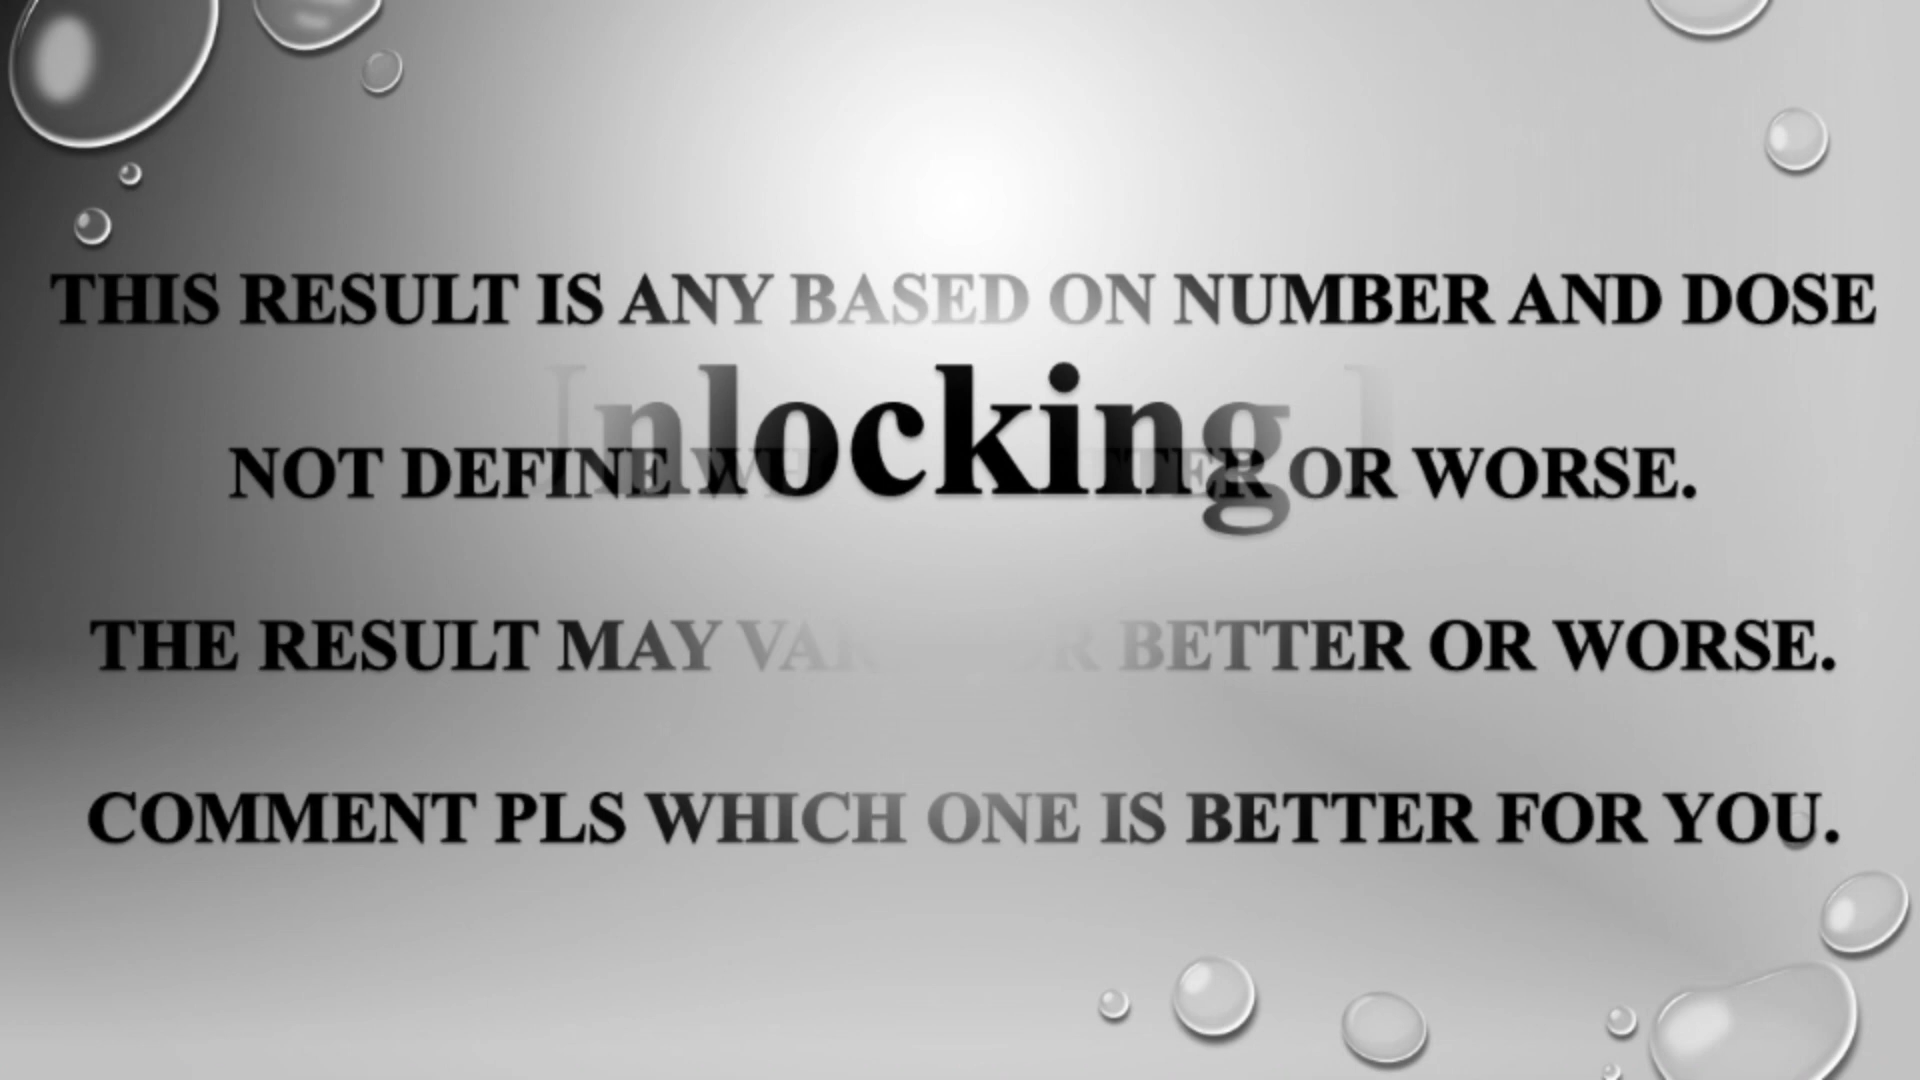 THIS RESULT IS ANY BASED ON NUMBER AND DOSE
nlocking
NOT DEFINE OR WORSE.
THE RESULT MAY BETTER OR WORSE.
COMMENT PLS WHICH ONE IS BETTER FOR YOU.